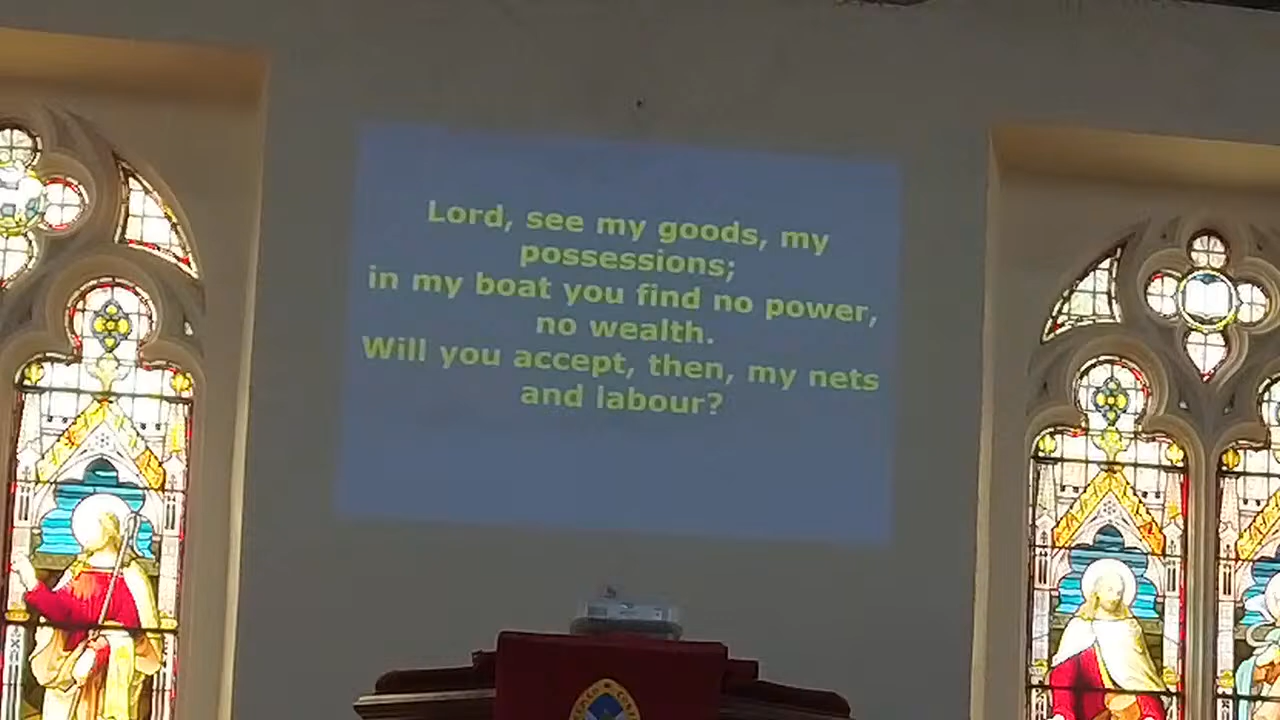 Lord, see my goods, my
possessions;
in my boat you find no power,
no wealth.
Will you accept, then, my nets
and labour?